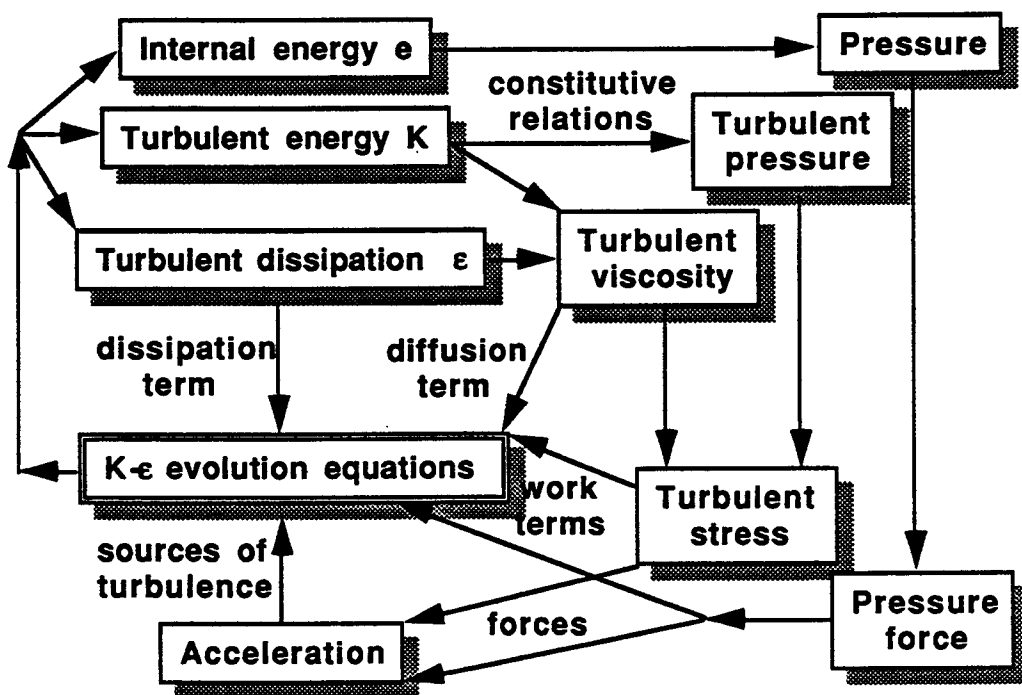 Internal energy e
Pressure
constitutive
relations
Turbulent energy K
Turbulent
pressure
Turbulent dissipation ε
Turbulent
viscosity
dissipation
term
diffusion
term
K-ε evolution equations
work
terms
Turbulent
stress
sources of
turbulence
forces
Pressure
force
Acceleration